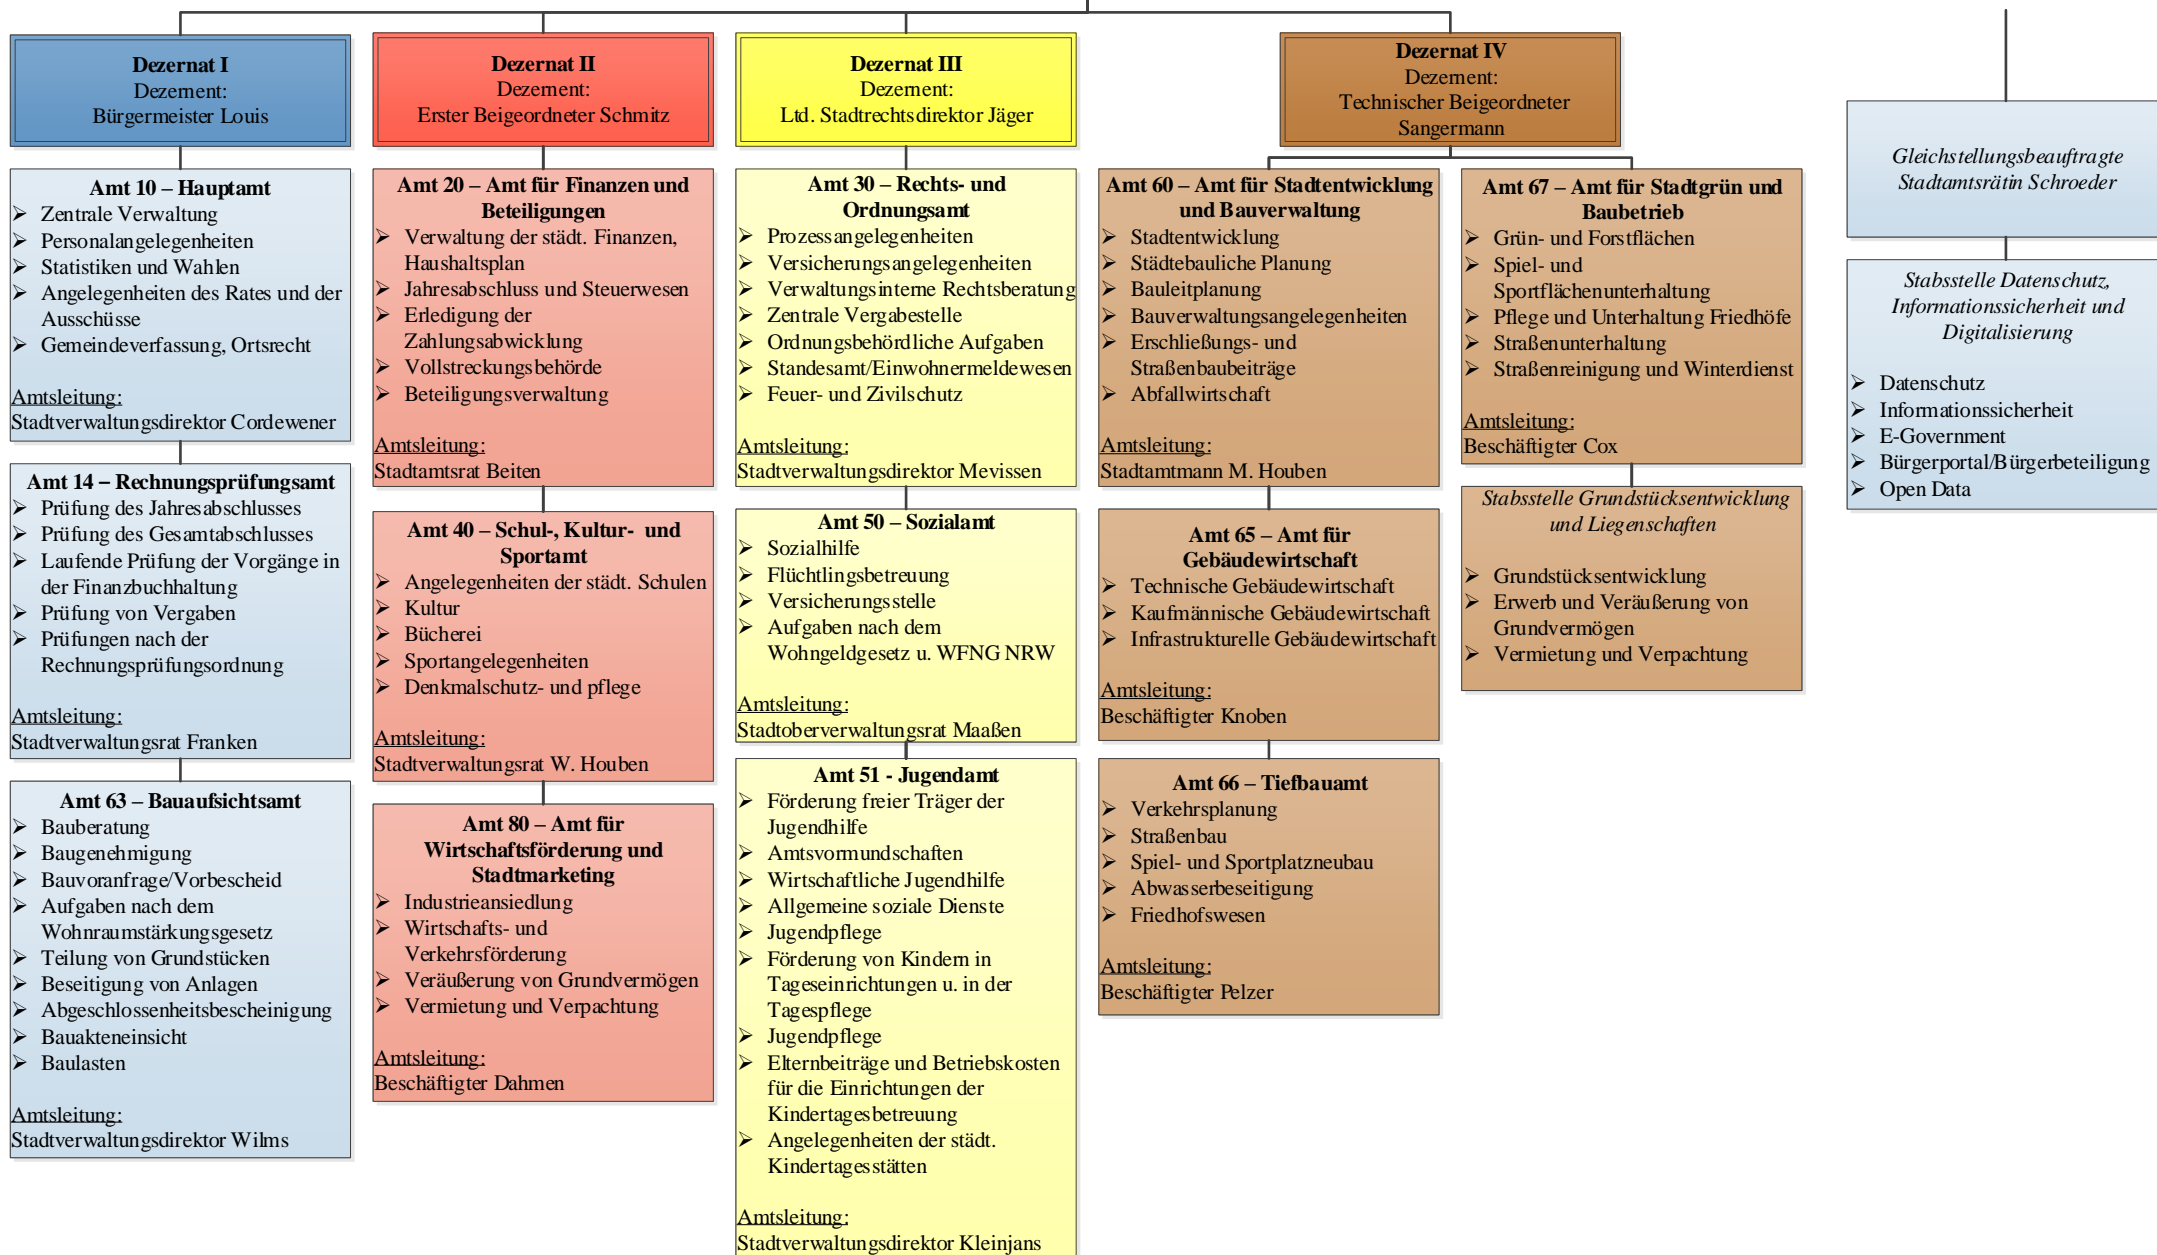 Dezernat I
Dezernent:
Bürgermeister Louis
Amt 10 – Hauptamt
➢ Zentrale Verwaltung
➢ Personalangelegenheiten
➢ Statistiken und Wahlen
➢ Angelegenheiten des Rates und der
Ausschüsse
➢ Gemeindeverfassung, Ortsrecht
Amtsleitung:
Stadtverwaltungsdirektor Cordewener
Amt 14 – Rechnungsprüfungsamt
➢ Prüfung des Jahresabschlusses
➢ Prüfung des Gesamtabschlusses
➢ Laufende Prüfung der Vorgänge in
der Finanzbuchhaltung
➢ Prüfung von Vergaben
➢ Prüfungen nach der
Rechnungsprüfungsordnung
Amtsleitung:
Stadtverwaltungsrat Franken
Amt 63 – Bauaufsichtsamt
➢ Bauberatung
➢ Baugenehmigung
➢ Bauvoranfrage/Vorbescheid
➢ Aufgaben nach dem
Wohnraumstärkungsgesetz
➢ Teilung von Grundstücken
➢ Beseitigung von Anlagen
➢ Abgeschlossenheitsbescheinigung
➢ Bauakteneinsicht
➢ Baulasten
Amtsleitung:
Stadtverwaltungsdirektor Wilms
Dezernat II
Dezernent:
Erster Beigeordneter Schmitz
Amt 20 – Amt für Finanzen und
Beteiligungen
➢ Verwaltung der städt. Finanzen,
Haushaltsplan
➢ Jahresabschluss und Steuerwesen
➢ Erledigung der
Zahlungsabwicklung
➢ Vollstreckungsbehörde
➢ Beteiligungsverwaltung
Amtsleitung:
Stadtamtsrat Beiten
Amt 40 – Schul-, Kultur- und
Sportamt
➢ Angelegenheiten der städt. Schulen
➢ Kultur
➢ Bücherei
➢ Sportangelegenheiten
➢ Denkmalschutz- und pflege
Amtsleitung:
Stadtverwaltungsrat W. Houben
Amt 80 – Amt für
Wirtschaftsförderung und
Stadtmarketing
➢ Industrieansiedlung
➢ Wirtschafts- und
Verkehrsförderung
➢ Veräußerung von Grundvermögen
➢ Vermietung und Verpachtung
Amtsleitung:
Beschäftigter Dahmen
Dezernat III
Dezernent:
Ltd. Stadtrechtsdirektor Jäger
Amt 30 – Rechts- und
Ordnungsamt
➢ Prozessangelegenheiten
➢ Versicherungsangelegenheiten
➢ Verwaltungsinterne Rechtsberatung
➢ Zentrale Vergabestelle
➢ Ordnungsbehördliche Aufgaben
➢ Standesamt/Einwohnermeldewesen
➢ Feuer- und Zivilschutz
Amtsleitung:
Stadtverwaltungsdirektor Mevissen
Amt 50 – Sozialamt
➢ Sozialhilfe
➢ Flüchtlingsbetreuung
➢ Versicherungsstelle
➢ Aufgaben nach dem
Wohngeldgesetz u. WFNG NRW
Amtsleitung:
Stadtoberverwaltungsrat Maaßen
Amt 51 - Jugendamt
➢ Förderung freier Träger der
Jugendhilfe
➢ Amtsvormundschaften
➢ Wirtschaftliche Jugendhilfe
➢ Allgemeine soziale Dienste
➢ Jugendpflege
➢ Förderung von Kindern in
Tageseinrichtungen u. in der
Tagespflege
➢ Jugendpflege
➢ Elternbeiträge und Betriebskosten
für die Einrichtungen der
Kindertagesbetreuung
➢ Angelegenheiten der städt.
Kindertagesstätten
Amtsleitung:
Stadtverwaltungsdirektor Kleinjans
Dezernat IV
Dezernent:
Technischer Beigeordneter
Sangermann
Amt 60 – Amt für Stadtentwicklung
und Bauverwaltung
➢ Stadtentwicklung
➢ Städtebauliche Planung
➢ Bauleitplanung
➢ Bauverwaltungsangelegenheiten
➢ Erschließungs- und
Straßenbaubeiträge
➢ Abfallwirtschaft
Amtsleitung:
Stadtamtmann M. Houben
Amt 65 – Amt für
Gebäudewirtschaft
➢ Technische Gebäudewirtschaft
➢ Kaufmännische Gebäudewirtschaft
➢ Infrastrukturelle Gebäudewirtschaft
Amtsleitung:
Beschäftigter Knoben
Amt 66 – Tiefbauamt
➢ Verkehrsplanung
➢ Straßenbau
➢ Spiel- und Sportplatzneubau
➢ Abwasserbeseitigung
➢ Friedhofswesen
Amtsleitung:
Beschäftigter Pelzer
Amt 67 – Amt für Stadtgrün und
Baubetrieb
➢ Grün- und Forstflächen
➢ Spiel- und
Sportflächenunterhaltung
➢ Pflege und Unterhaltung Friedhöfe
➢ Straßenunterhaltung
➢ Straßenreinigung und Winterdienst
Amtsleitung:
Beschäftigter Cox
Stabsstelle Grundstücksentwicklung
und Liegenschaften
➢ Grundstücksentwicklung
➢ Erwerb und Veräußerung von
Grundvermögen
➢ Vermietung und Verpachtung
Gleichstellungsbeauftragte
Stadtamtsrätin Schroeder
Stabsstelle Datenschutz,
Informationssicherheit und
Digitalisierung
➢ Datenschutz
➢ Informationssicherheit
➢ E-Government
➢ Bürgerportal/Bürgerbeteiligung
➢ Open Data